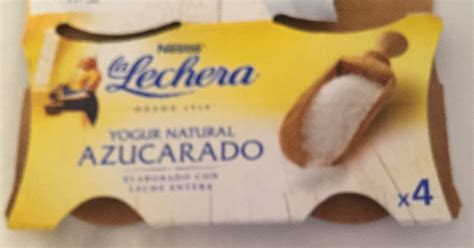 Nestlé
la Lechera
DESDE 1910
YOGUR NATURAL
AZUCARADO
ELABORADO CON
LECHE ENTERA
x4